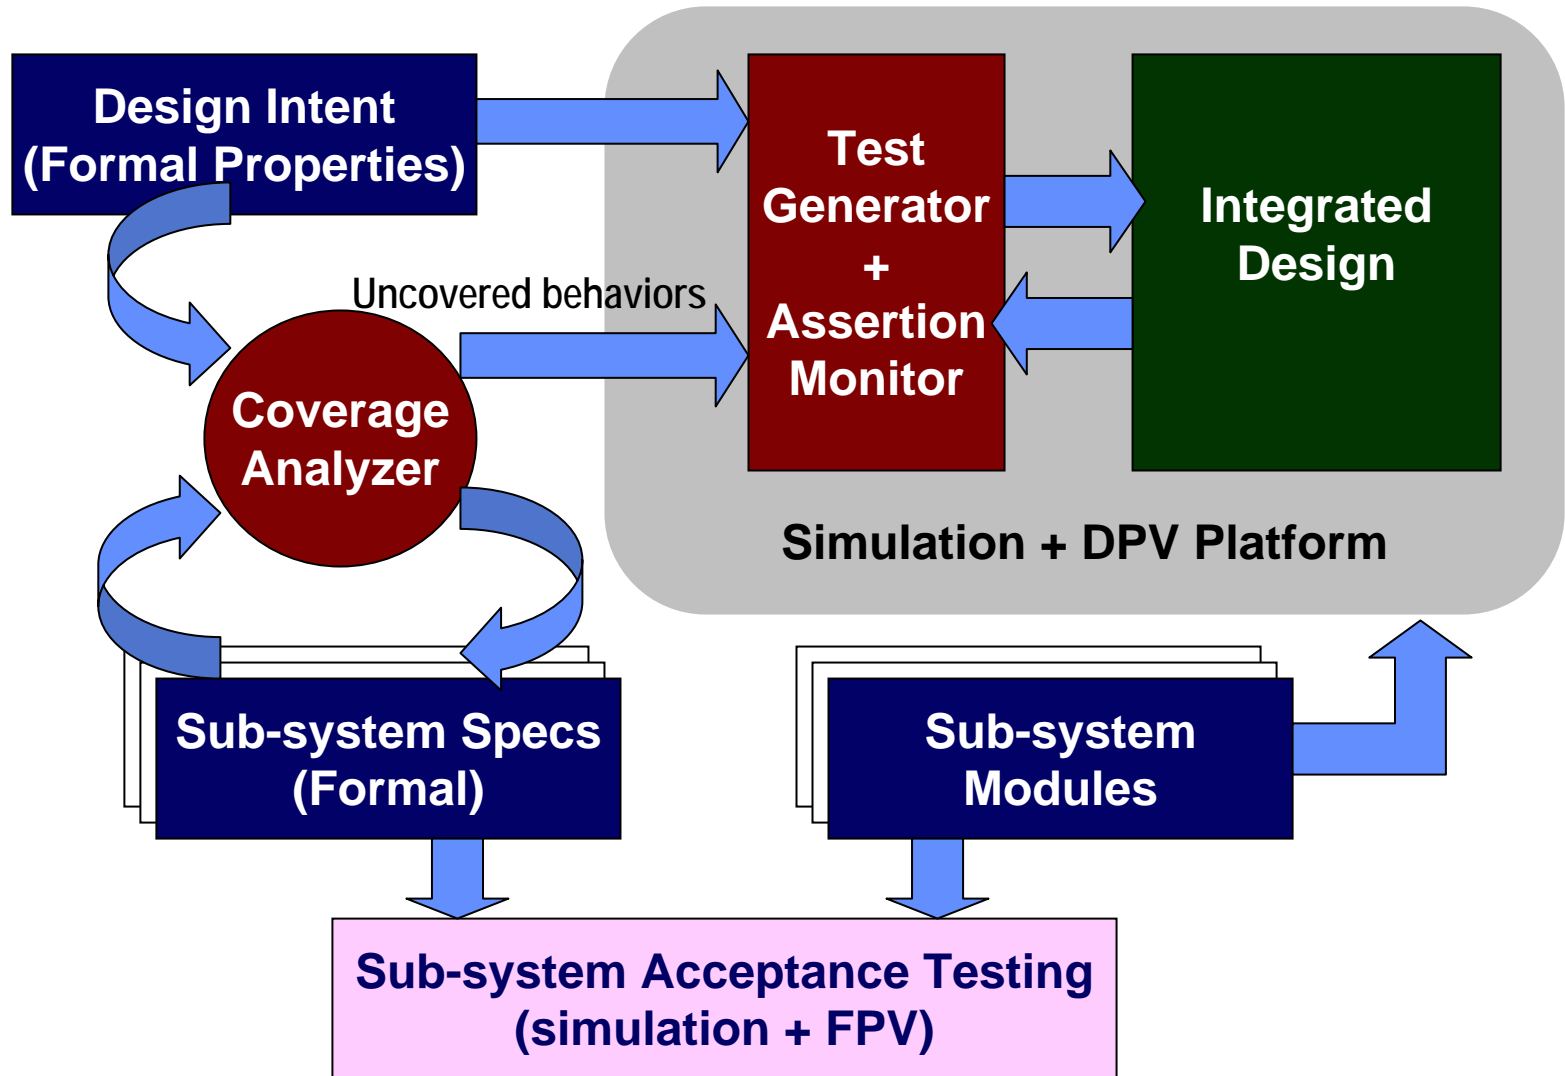 Design Intent
(Formal Properties)
Test
Generator
+
Assertion
Monitor
Integrated
Design
Uncovered behaviors
Coverage
Analyzer
Simulation + DPV Platform
Sub-system Specs
(Formal)
Sub-system
Modules
Sub-system Acceptance Testing
(simulation + FPV)